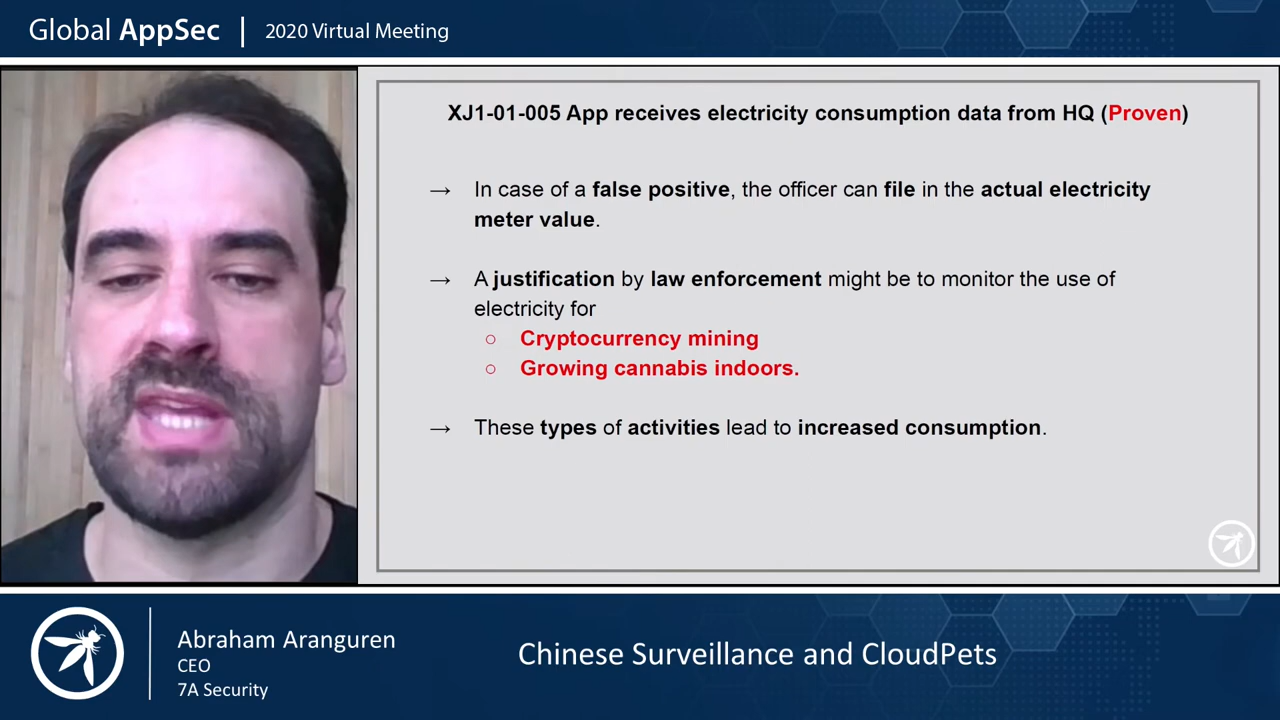 Global AppSec | 2020 Virtual Meeting
XJ1-01-005 App receives electricity consumption data from HQ (Proven)
→ In case of a false positive, the officer can file in the actual electricity
meter value.
→ A justification by law enforcement might be to monitor the use of
electricity for
○ Cryptocurrency mining
○ Growing cannabis indoors.
→ These types of activities lead to increased consumption.
Abraham Aranguren
CEO
7A Security
Chinese Surveillance and CloudPets